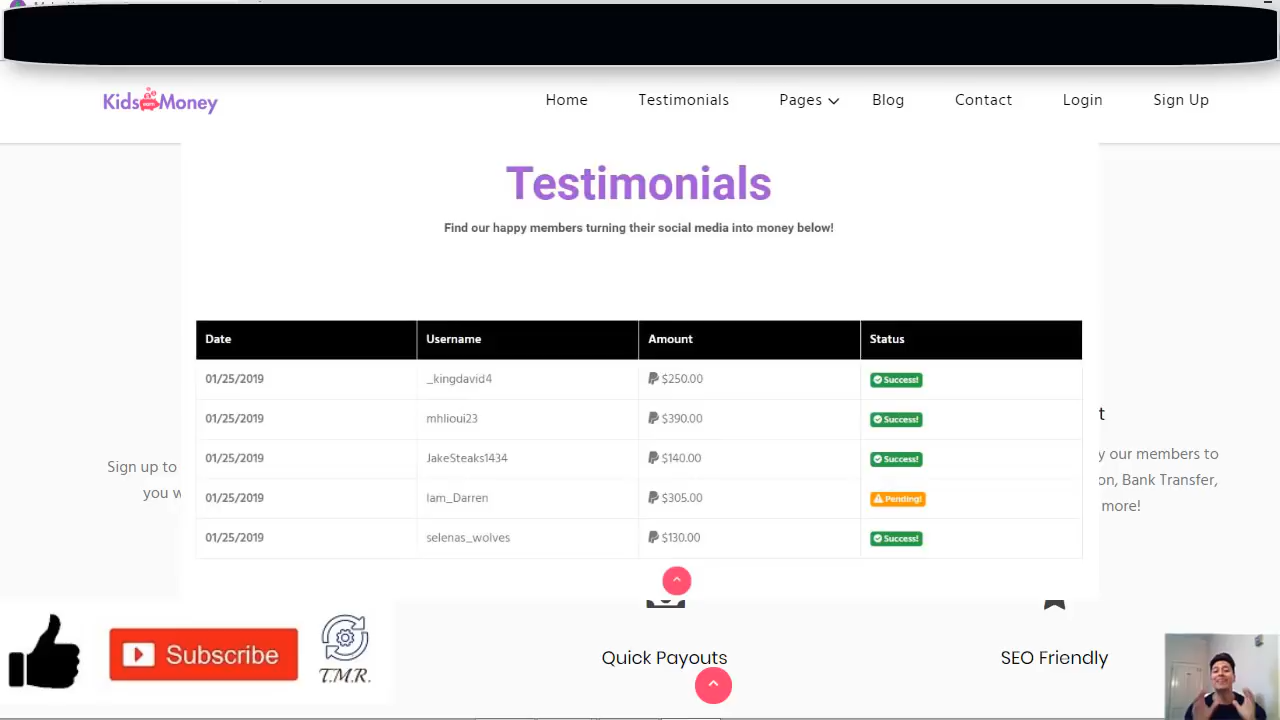 Kids Money
Home Testimonials Pages Blog Contact Login Sign Up
Testimonials
Find our happy members turning their social media into money below!
Date Username Amount Status
01/25/2019 _kingdavid4 $250.00 Success!
01/25/2019 mhlioui23 $390.00 Success!
01/25/2019 JakeSteaks1434 $140.00 Success!
01/25/2019 Iam_Darren $305.00 Pending!
01/25/2019 selenas_wolves $130.00 Success!
Sign up to
you w
t
y our members to
on, Bank Transfer,
more!
Subscribe
T.M.R.
Quick Payouts
SEO Friendly